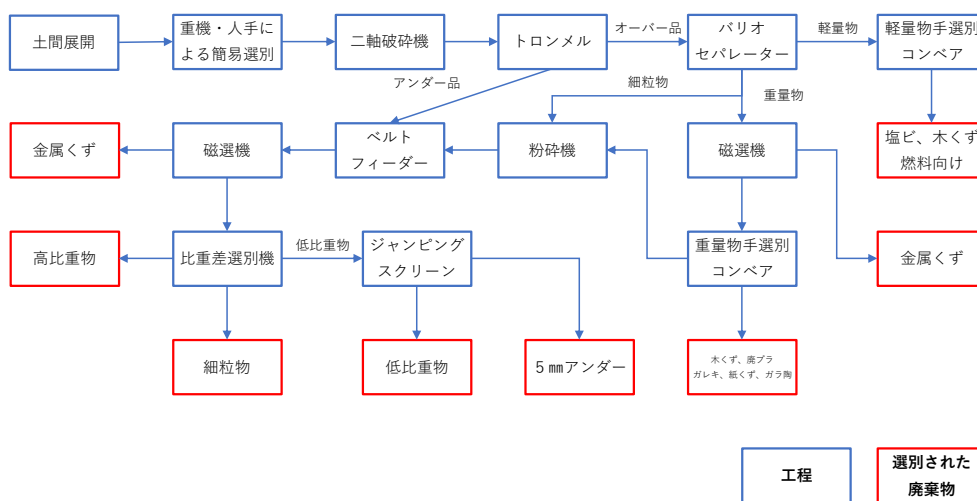 土間展開
重機・人手
による簡易選別
二軸破砕機
トロンメル
オーバー品
バリオ
セパレーター
軽量物
軽量物手選別
コンベア
アンダー品
細粒物
重量物
金属くず
磁選機
ベルト
フィーダー
粉砕機
磁選機
塩ビ、木くず
燃料向け
高比重物
比重差選別機
低比重物
ジャンピング
スクリーン
重量物手選別
コンベア
金属くず
細粒物
低比重物
5㎜アンダー
木くず、廃プラ
ガレキ、紙くず、ガラ陶
工程
選別された
廃棄物